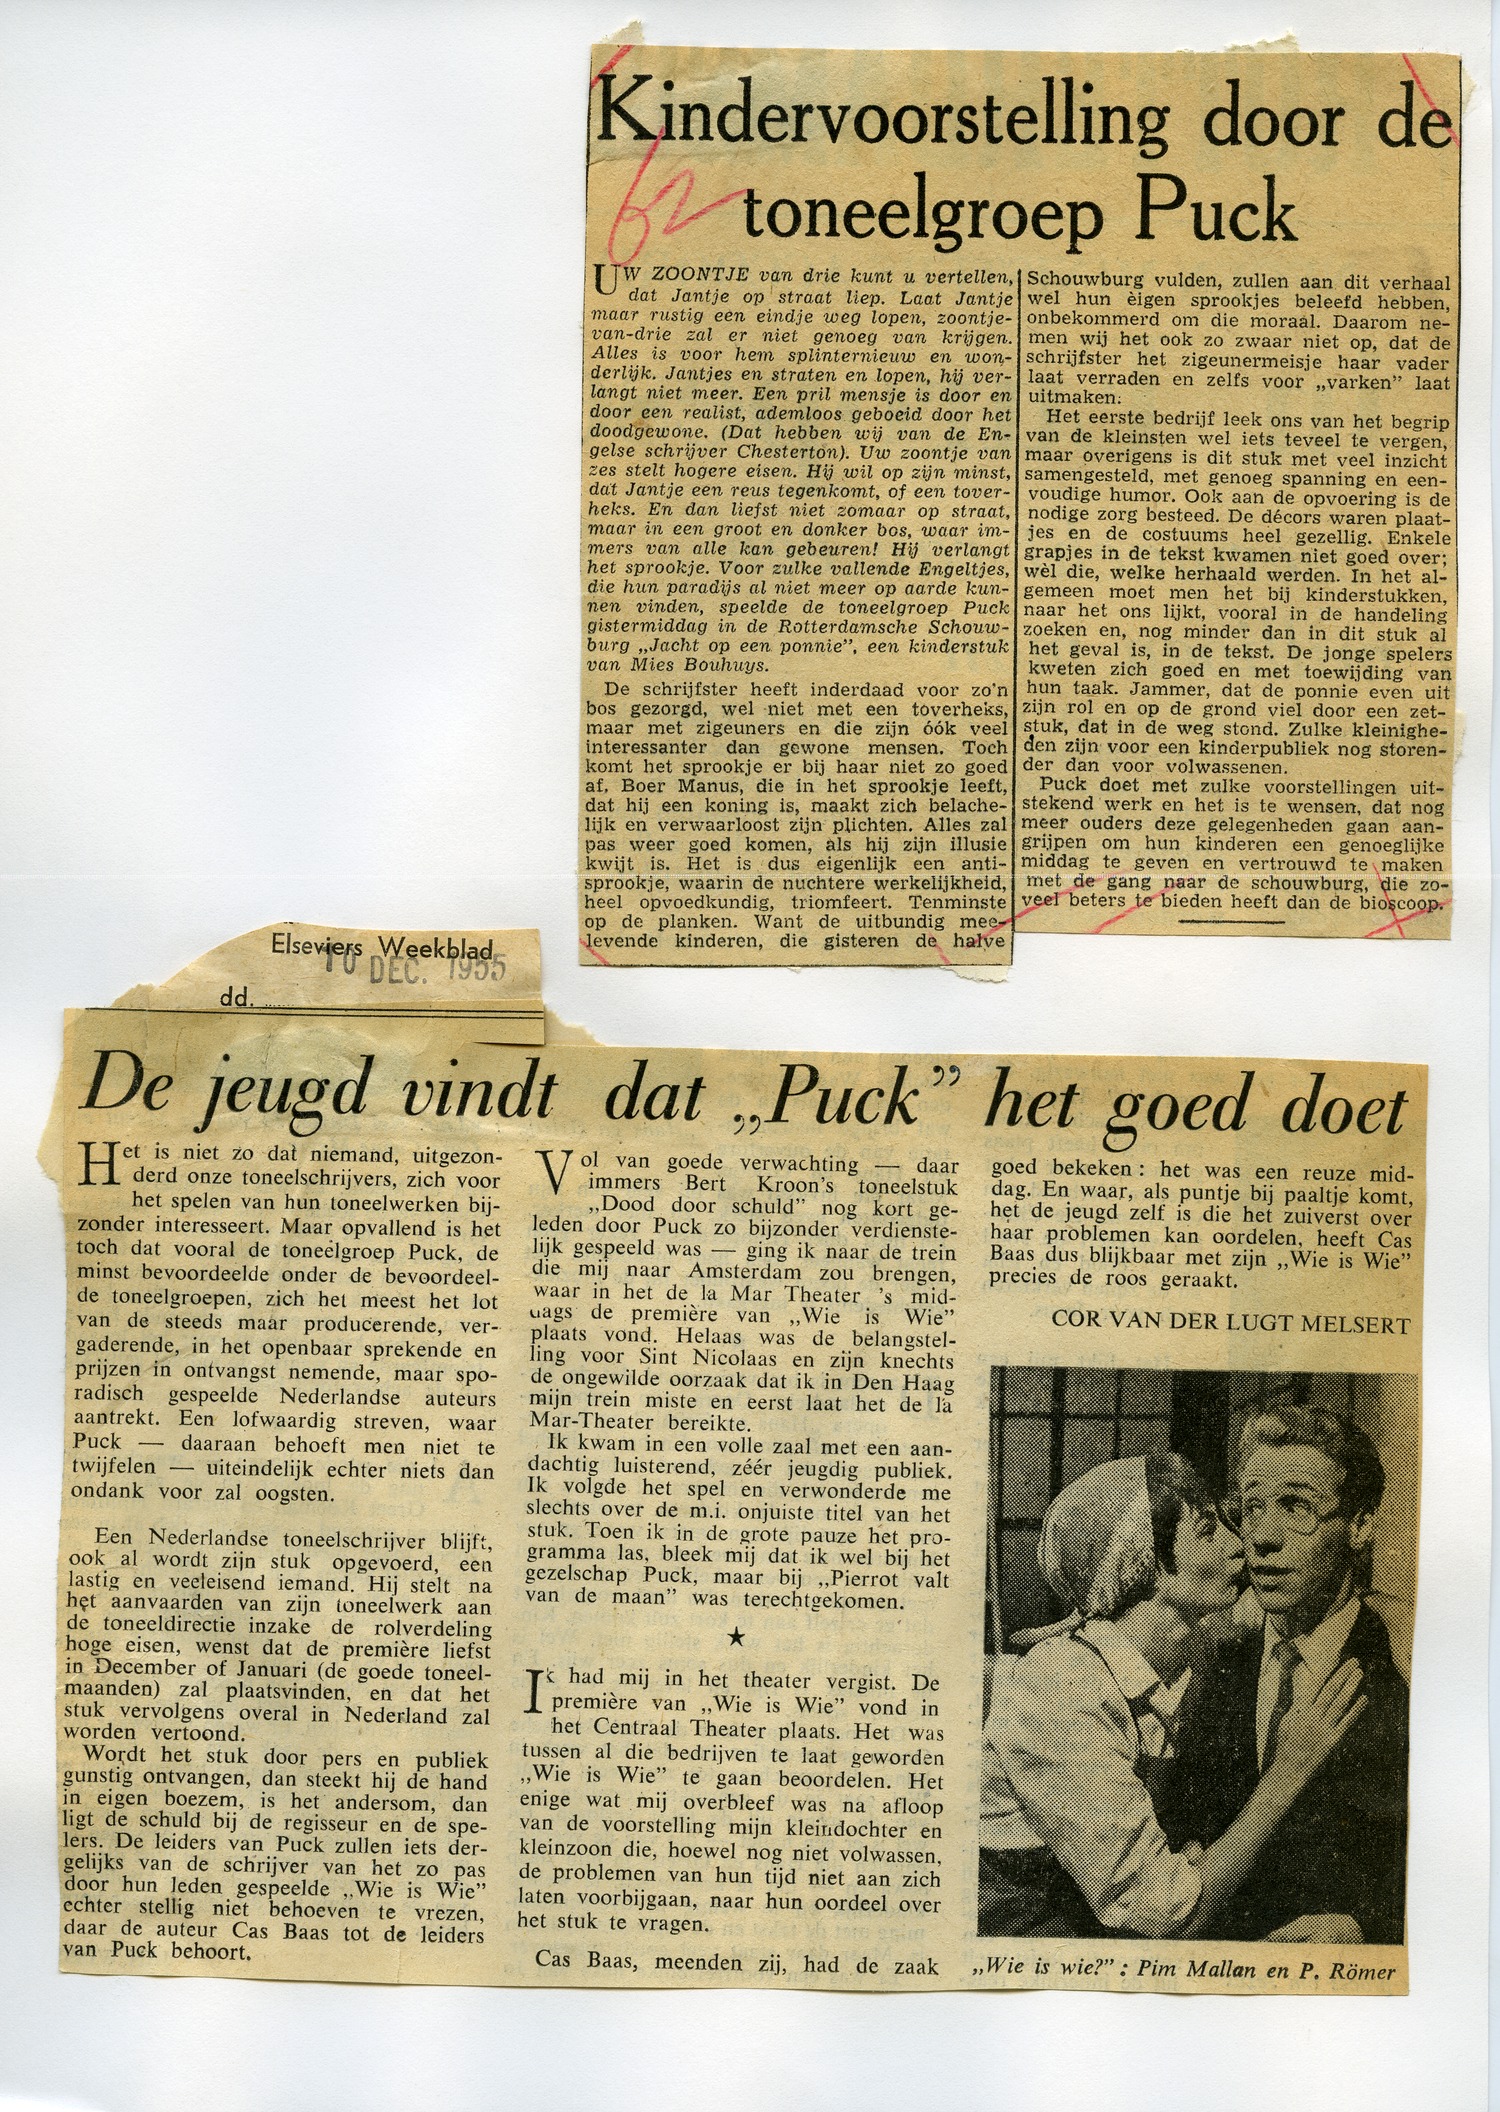 Kindervoorstelling door de
toneelgroep Puck
62
UW ZOONTJE van drie kunt u vertellen,
dat Jantje op straat liep. Laat Jantje
maar rustig een eindje weg lopen, zoontje-
van-drie zal er niet genoeg van krijgen.
Alles is voor hem splinternieuw en won-
derlijk. Jantjes en straten en lopen, hij ver-
langt niet meer. Een pril mensje is door en
door een realist, ademloos geboeid door het
doodgewone. (Dat hebben wij van de En-
gelse schrijver Chesterton). Uw zoontje van
zes stelt hogere eisen. Hij wil op zijn minst,
dat Jantje een reus tegenkomt, of een tover-
heks. En dan liefst niet zomaar op straat,
maar in een groot en donker bos, waar im-
mers van alle kan gebeuren! Hij verlangt
het sprookje. Voor zulke vallende Engeltjes,
die hun paradijs al niet meer op aarde kun-
nen vinden, speelde de toneelgroep Puck
gistermiddag in de Rotterdamsche Schouw-
burg „Jacht op een ponnie”, een kinderstuk
van Mies Bouhuys.
De schrijfster heeft inderdaad voor zo'n
bos gezorgd, wel niet met een toverheks,
maar met zigeuners en die zijn óók veel
interessanter dan gewone mensen. Toch
komt het sprookje er bij haar niet zo goed
af. Boer Manus, die in het sprookje leeft,
dat hij een koning is, maakt zich belache-
lijk en verwaarloost zijn plichten. Alles zal
pas weer goed komen, als hij zijn illusie
kwijt is. Het is dus eigenlijk een anti-
sprookje, waarin de nuchtere werkelijkheid,
heel opvoedkundig, triomfeert. Tenminste
op de planken. Want de uitbundig mee-
levende kinderen, die gisteren de halve
Schouwburg vulden, zullen aan dit verhaal
wel hun èigen sprookjes beleefd hebben,
onbekommerd om die moraal. Daarom ne-
men wij het ook zo zwaar niet op, dat de
schrijfster het zigeunermeisje haar vader
laat verraden en zelfs voor „varken” laat
uitmaken.
Het eerste bedrijf leek ons van het begrip
van de kleinsten wel iets teveel te vergen,
maar overigens is dit stuk met veel inzicht
samengesteld, met genoeg spanning en een-
voudige humor. Ook aan de opvoering is de
nodige zorg besteed. De décors waren plaat-
jes en de costuums heel gezellig. Enkele
grapjes in de tekst kwamen niet goed over;
wèl die, welke herhaald werden. In het al-
gemeen moet men het bij kinderstukken,
naar het ons lijkt, vooral in de handeling
zoeken en, nog minder dan in dit stuk al
het geval is, in de tekst. De jonge spelers
kweten zich goed en met toewijding van
hun taak. Jammer, dat de ponnie even uit
zijn rol en op de grond viel door een zet-
stuk, dat in de weg stond. Zulke kleinighe-
den zijn voor een kinderpubliek nog storen-
der dan voor volwassenen.
Puck doet met zulke voorstellingen uit-
stekend werk en het is te wensen, dat nog
meer ouders deze gelegenheden gaan aan-
grijpen om hun kinderen een genoeglijke
middag te geven en vertrouwd te maken
met de gang naar de schouwburg, die zo-
veel beters te bieden heeft dan de bioscoop.
Elseviers Weekblad
10 DEC. 1955
dd.
De jeugd vindt dat „Puck” het goed doet
Het is niet zo dat niemand, uitgezon-
derd onze toneelschrijvers, zich voor
het spelen van hun toneelwerken bij-
zonder interesseert. Maar opvallend is het
toch dat vooral de toneelgroep Puck, de
minst bevoordeelde onder de bevoordeel-
de toneelgroepen, zich het meest het lot
van de steeds maar producerende, ver-
gaderende, in het openbaar sprekende en
prijzen in ontvangst nemende, maar spo-
radisch gespeelde Nederlandse auteurs
aantrekt. Een lofwaardig streven, waar
Puck — daaraan behoeft men niet te
twijfelen — uiteindelijk echter niets dan
ondank voor zal oogsten.
Een Nederlandse toneelschrijver blijft,
ook al wordt zijn stuk opgevoerd, een
lastig en veeleisend iemand. Hij stelt na
het aanvaarden van zijn toneelwerk aan
de toneeldirectie inzake de rolverdeling
hoge eisen, wenst dat de première liefst
in December of Januari (de goede toneel-
maanden) zal plaatsvinden, en dat het
stuk vervolgens overal in Nederland zal
worden vertoond.
Wordt het stuk door pers en publiek
gunstig ontvangen, dan steekt hij de hand
in eigen boezem, is het andersom, dan
ligt de schuld bij de regisseur en de spe-
lers. De leiders van Puck zullen iets der-
gelijks van de schrijver van het zo pas
door hun leden gespeelde „Wie is Wie”
echter stellig niet behoeven te vrezen,
daar de auteur Cas Baas tot de leiders
van Puck behoort.
Vol van goede verwachting — daar
immers Bert Kroon's toneelstuk
„Dood door schuld” nog kort ge-
leden door Puck zo bijzonder verdienste-
lijk gespeeld was — ging ik naar de trein
die mij naar Amsterdam zou brengen,
waar in het de la Mar Theater 's mid-
dags de première van „Wie is Wie”
plaats vond. Helaas was de belangstel-
ling voor Sint Nicolaas en zijn knechts
de ongewilde oorzaak dat ik in Den Haag
mijn trein miste en eerst laat het de la
Mar-Theater bereikte.
Ik kwam in een volle zaal met een aan-
dachtig luisterend, zéér jeugdig publiek.
Ik volgde het spel en verwonderde me
slechts over de m.i. onjuiste titel van het
stuk. Toen ik in de grote pauze het pro-
gramma las, bleek mij dat ik wel bij het
gezelschap Puck, maar bij „Pierrot valt
van de maan” was terechtgekomen.
★
Ik had mij in het theater vergist. De
première van „Wie is Wie” vond in
het Centraal Theater plaats. Het was
tussen al die bedrijven te laat geworden
„Wie is Wie” te gaan beoordelen. Het
enige wat mij overbleef was na afloop
van de voorstelling mijn kleindochter en
kleinzoon die, hoewel nog niet volwassen,
de problemen van hun tijd niet aan zich
laten voorbijgaan, naar hun oordeel over
het stuk te vragen.
Cas Baas, meenden zij, had de zaak
goed bekeken: het was een reuze mid-
dag. En waar, als puntje bij paaltje komt,
het de jeugd zelf is die het zuiverst over
haar problemen kan oordelen, heeft Cas
Baas dus blijkbaar met zijn „Wie is Wie”
precies de roos geraakt.
COR VAN DER LUGT MELSERT
„Wie is wie?”: Pim Mallan en P. Römer